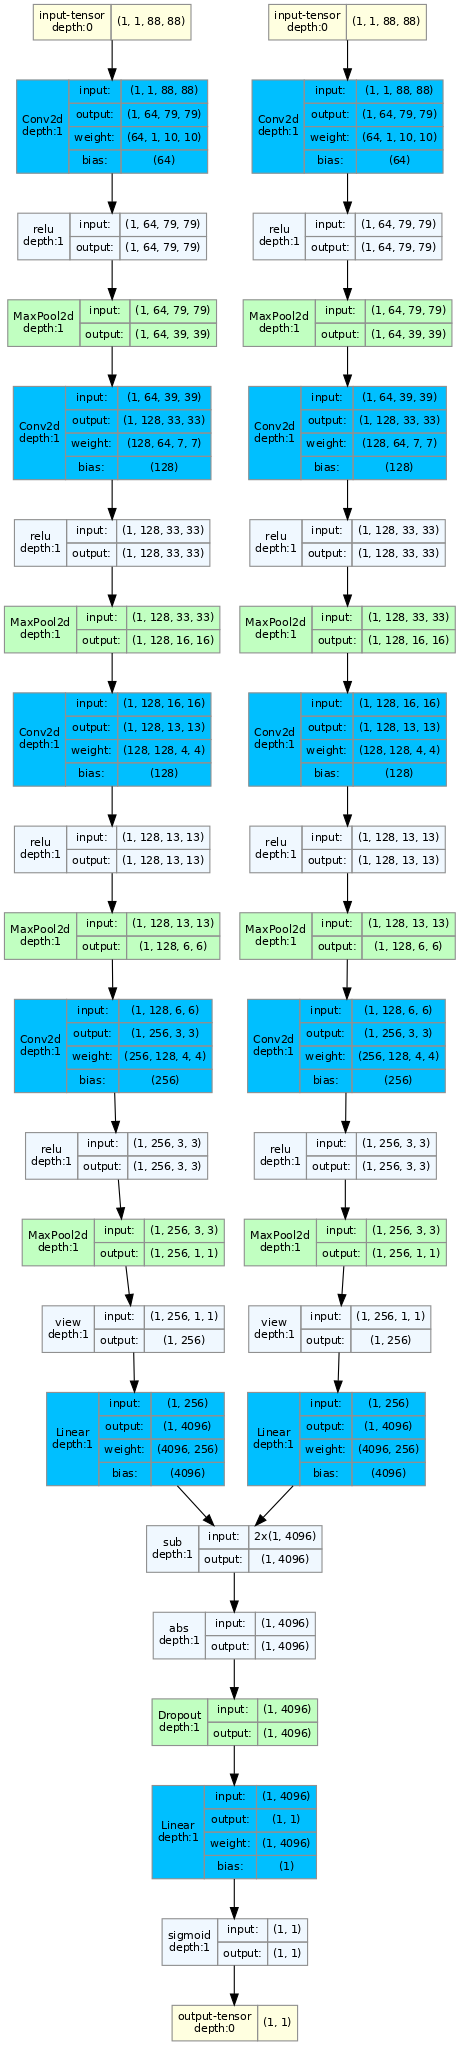 input-tensor
depth:0
(1, 1, 88, 88)
input-tensor
depth:0
(1, 1, 88, 88)
Conv2d
depth:1
input: (1, 1, 88, 88)
output: (1, 64, 79, 79)
weight: (64, 1, 10, 10)
bias: (64)
Conv2d
depth:1
input: (1, 1, 88, 88)
output: (1, 64, 79, 79)
weight: (64, 1, 10, 10)
bias: (64)
relu
depth:1
input: (1, 64, 79, 79)
output: (1, 64, 79, 79)
relu
depth:1
input: (1, 64, 79, 79)
output: (1, 64, 79, 79)
MaxPool2d
depth:1
input: (1, 64, 79, 79)
output: (1, 64, 39, 39)
MaxPool2d
depth:1
input: (1, 64, 79, 79)
output: (1, 64, 39, 39)
Conv2d
depth:1
input: (1, 64, 39, 39)
output: (1, 128, 33, 33)
weight: (128, 64, 7, 7)
bias: (128)
Conv2d
depth:1
input: (1, 64, 39, 39)
output: (1, 128, 33, 33)
weight: (128, 64, 7, 7)
bias: (128)
relu
depth:1
input: (1, 128, 33, 33)
output: (1, 128, 33, 33)
relu
depth:1
input: (1, 128, 33, 33)
output: (1, 128, 33, 33)
MaxPool2d
depth:1
input: (1, 128, 33, 33)
output: (1, 128, 16, 16)
MaxPool2d
depth:1
input: (1, 128, 33, 33)
output: (1, 128, 16, 16)
Conv2d
depth:1
input: (1, 128, 16, 16)
output: (1, 128, 13, 13)
weight: (128, 128, 4, 4)
bias: (128)
Conv2d
depth:1
input: (1, 128, 16, 16)
output: (1, 128, 13, 13)
weight: (128, 128, 4, 4)
bias: (128)
relu
depth:1
input: (1, 128, 13, 13)
output: (1, 128, 13, 13)
relu
depth:1
input: (1, 128, 13, 13)
output: (1, 128, 13, 13)
MaxPool2d
depth:1
input: (1, 128, 13, 13)
output: (1, 128, 6, 6)
MaxPool2d
depth:1
input: (1, 128, 13, 13)
output: (1, 128, 6, 6)
Conv2d
depth:1
input: (1, 128, 6, 6)
output: (1, 256, 3, 3)
weight: (256, 128, 4, 4)
bias: (256)
Conv2d
depth:1
input: (1, 128, 6, 6)
output: (1, 256, 3, 3)
weight: (256, 128, 4, 4)
bias: (256)
relu
depth:1
input: (1, 256, 3, 3)
output: (1, 256, 3, 3)
relu
depth:1
input: (1, 256, 3, 3)
output: (1, 256, 3, 3)
MaxPool2d
depth:1
input: (1, 256, 3, 3)
output: (1, 256, 1, 1)
MaxPool2d
depth:1
input: (1, 256, 3, 3)
output: (1, 256, 1, 1)
view
depth:1
input: (1, 256, 1, 1)
output: (1, 256)
view
depth:1
input: (1, 256, 1, 1)
output: (1, 256)
Linear
depth:1
input: (1, 256)
output: (1, 4096)
weight: (4096, 256)
bias: (4096)
Linear
depth:1
input: (1, 256)
output: (1, 4096)
weight: (4096, 256)
bias: (4096)
sub
depth:1
input: 2x(1, 4096)
output: (1, 4096)
abs
depth:1
input: (1, 4096)
output: (1, 4096)
Dropout
depth:1
input: (1, 4096)
output: (1, 4096)
Linear
depth:1
input: (1, 4096)
output: (1, 1)
weight: (1, 4096)
bias: (1)
sigmoid
depth:1
input: (1, 1)
output: (1, 1)
output-tensor
depth:0
(1, 1)